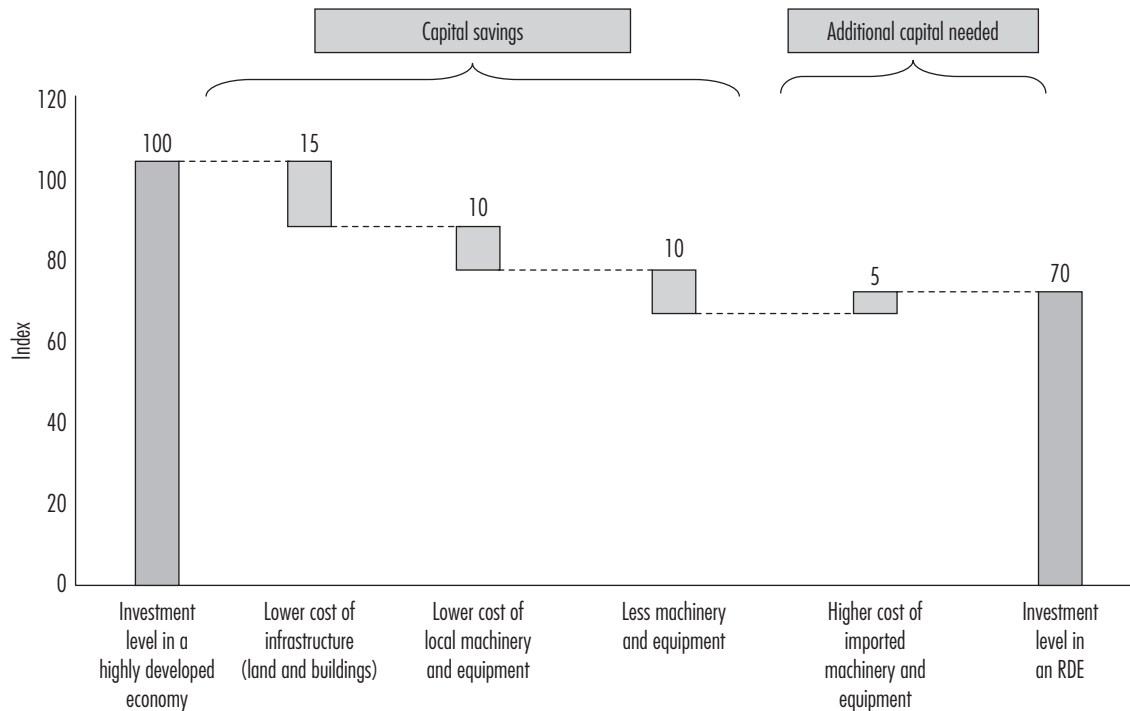 Capital savings
Additional capital needed
120
100
80
60
40
20
0
Index
100
15
10
10
5
70
Investment
level in a
highly developed
economy
Lower cost of
infrastructure
(land and buildings)
Lower cost of
local machinery
and equipment
Less machinery
and equipment
Higher cost of
imported
machinery and
equipment
Investment
level in
an RDE